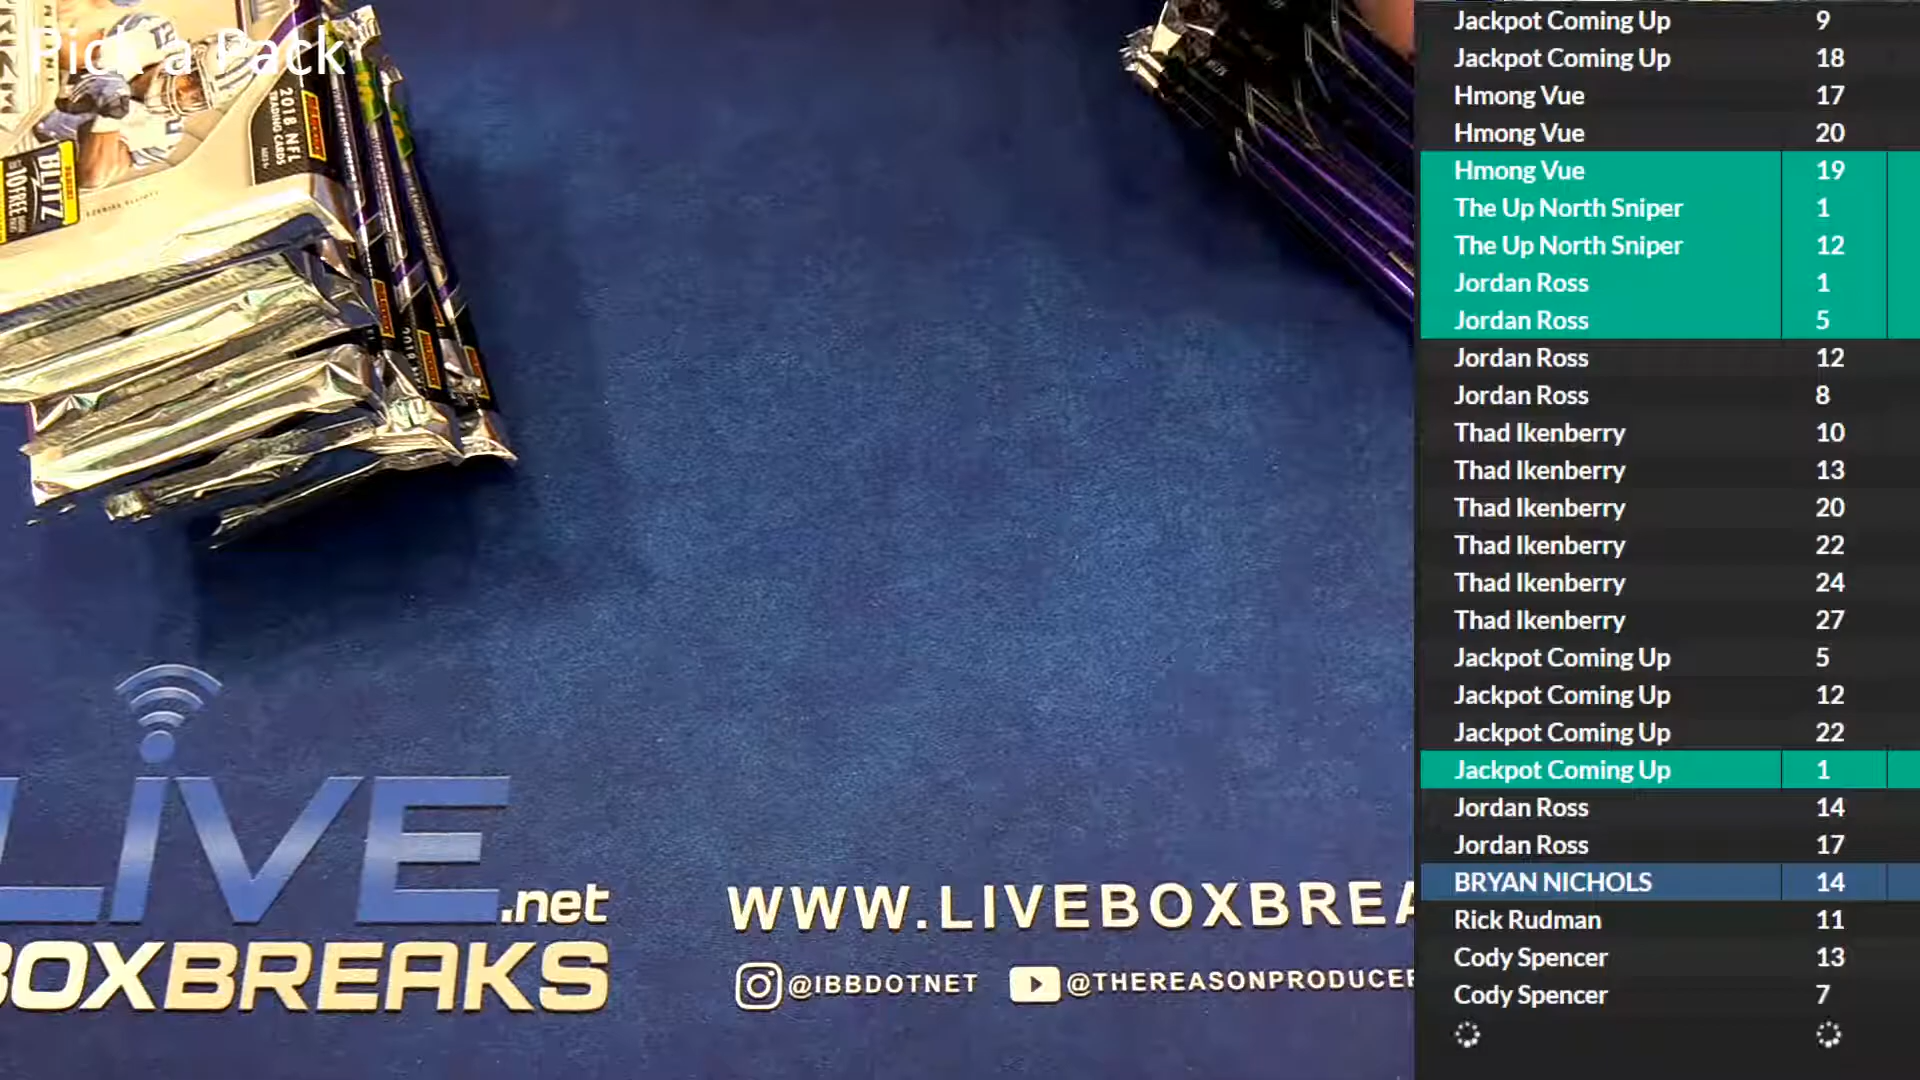 Pick a Pack
2018 NFL
TRADING CARDS
BLITZ
EZEKIEL ELLIOTT
LIVE
.net
BOXBREAKS
WWW.LIVEBOXBREA
@IBBDOTNET
@THEREASONPRODUCER
Jackpot Coming Up 9
Jackpot Coming Up 18
Hmong Vue 17
Hmong Vue 20
Hmong Vue 19
The Up North Sniper 1
The Up North Sniper 12
Jordan Ross 1
Jordan Ross 5
Jordan Ross 12
Jordan Ross 8
Thad Ikenberry 10
Thad Ikenberry 13
Thad Ikenberry 20
Thad Ikenberry 22
Thad Ikenberry 24
Thad Ikenberry 27
Jackpot Coming Up 5
Jackpot Coming Up 12
Jackpot Coming Up 22
Jackpot Coming Up 1
Jordan Ross 14
Jordan Ross 17
BRYAN NICHOLS 14
Rick Rudman 11
Cody Spencer 13
Cody Spencer 7